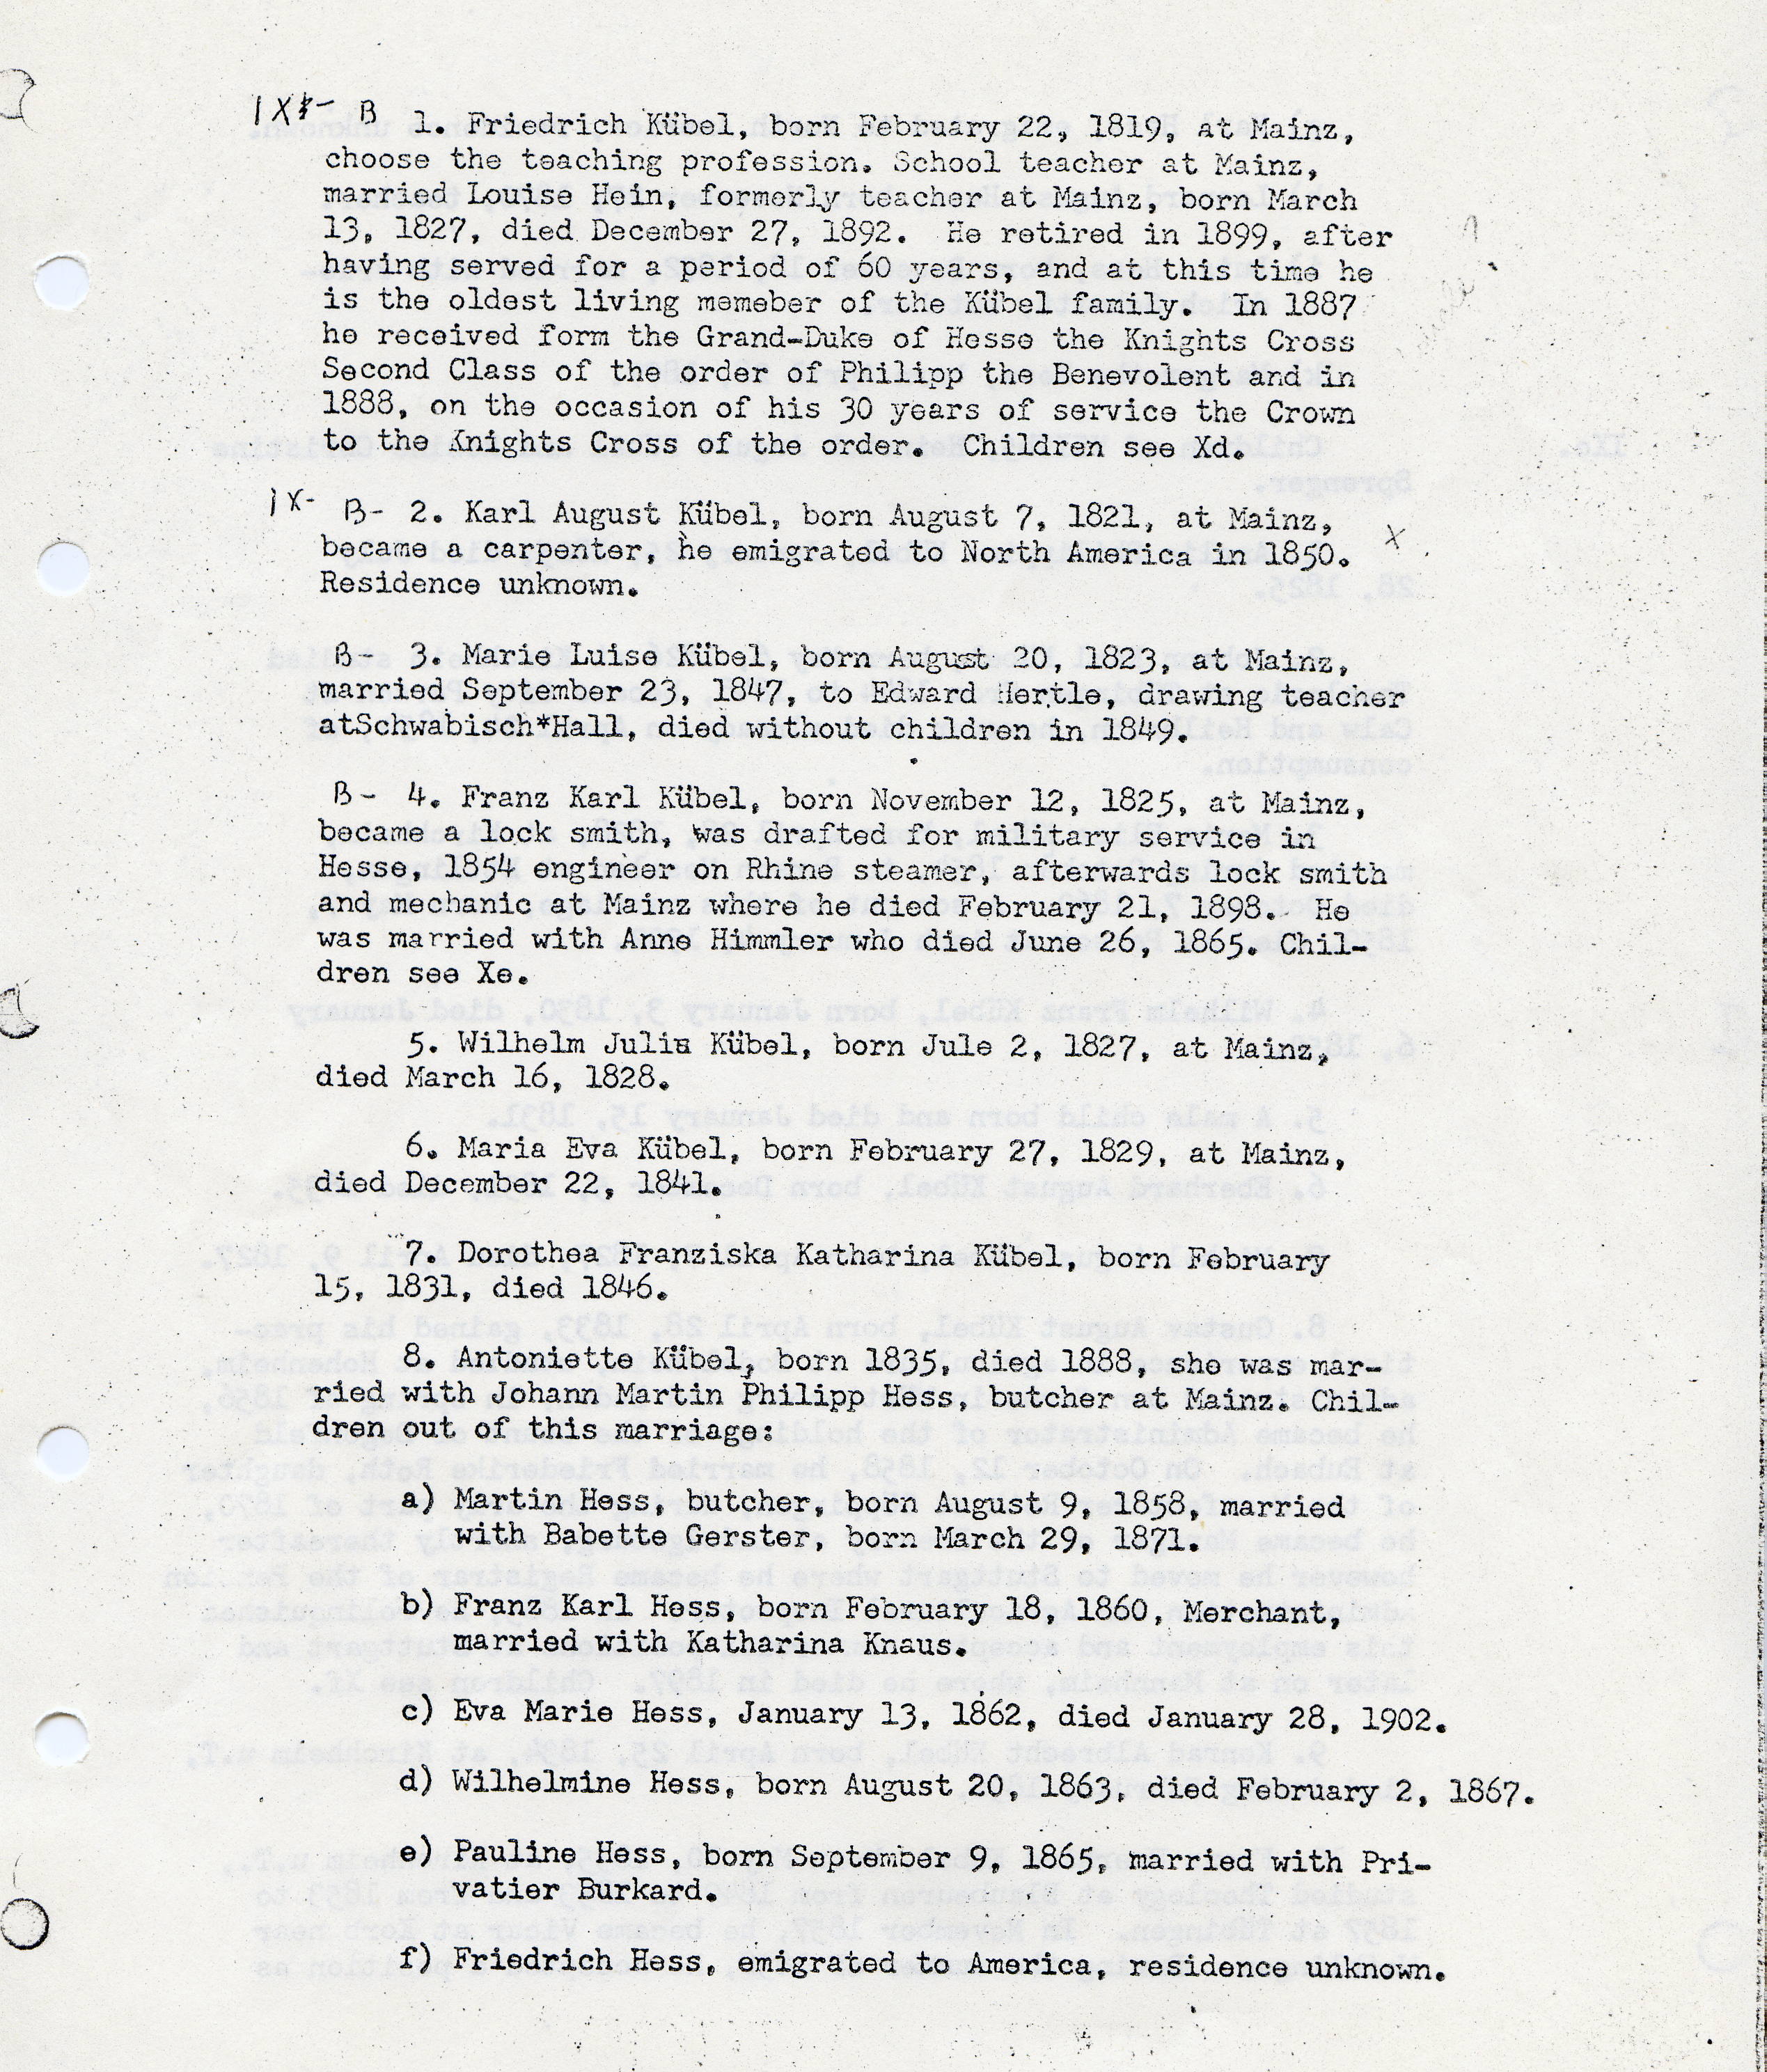 IX- B 1. Friedrich Kübel, born February 22, 1819, at Mainz,
choose the teaching profession. School teacher at Mainz,
married Louise Hein, formerly teacher at Mainz, born March
13, 1827, died December 27, 1892. He retired in 1899, after
having served for a period of 60 years, and at this time he
is the oldest living memeber of the Kübel family. In 1887
he received form the Grand-Duke of Hesse the Knights Cross
Second Class of the order of Philipp the Benevolent and in
1888, on the occasion of his 30 years of service the Crown
to the Knights Cross of the order. Children see Xd.
IX- B- 2. Karl August Kübel, born August 7, 1821, at Mainz,
became a carpenter, he emigrated to North America in 1850. X
Residence unknown.
B- 3. Marie Luise Kübel, born August 20, 1823, at Mainz,
married September 23, 1847, to Edward Hertle, drawing teacher
atSchwabisch*Hall, died without children in 1849.
B- 4. Franz Karl Kübel, born November 12, 1825, at Mainz,
became a lock smith, was drafted for military service in
Hesse, 1854 engineer on Rhine steamer, afterwards lock smith
and mechanic at Mainz where he died February 21, 1898. He
was married with Anne Himmler who died June 26, 1865. Chil-
dren see Xe.
5. Wilhelm Julis Kübel, born Jule 2, 1827, at Mainz,
died March 16, 1828.
6. Maria Eva Kübel, born February 27, 1829, at Mainz,
died December 22, 1841.
7. Dorothea Franziska Katharina Kübel, born February
15, 1831, died 1846.
8. Antoniette Kübel, born 1835, died 1888, she was mar-
ried with Johann Martin Philipp Hess, butcher at Mainz. Chil-
dren out of this marriage:
a) Martin Hess, butcher, born August 9, 1858, married
with Babette Gerster, born March 29, 1871.
b) Franz Karl Hess, born February 18, 1860, Merchant,
married with Katharina Knaus.
c) Eva Marie Hess, January 13, 1862, died January 28, 1902.
d) Wilhelmine Hess, born August 20, 1863, died February 2, 1867.
e) Pauline Hess, born September 9, 1865, married with Pri-
vatier Burkard.
f) Friedrich Hess, emigrated to America, residence unknown.